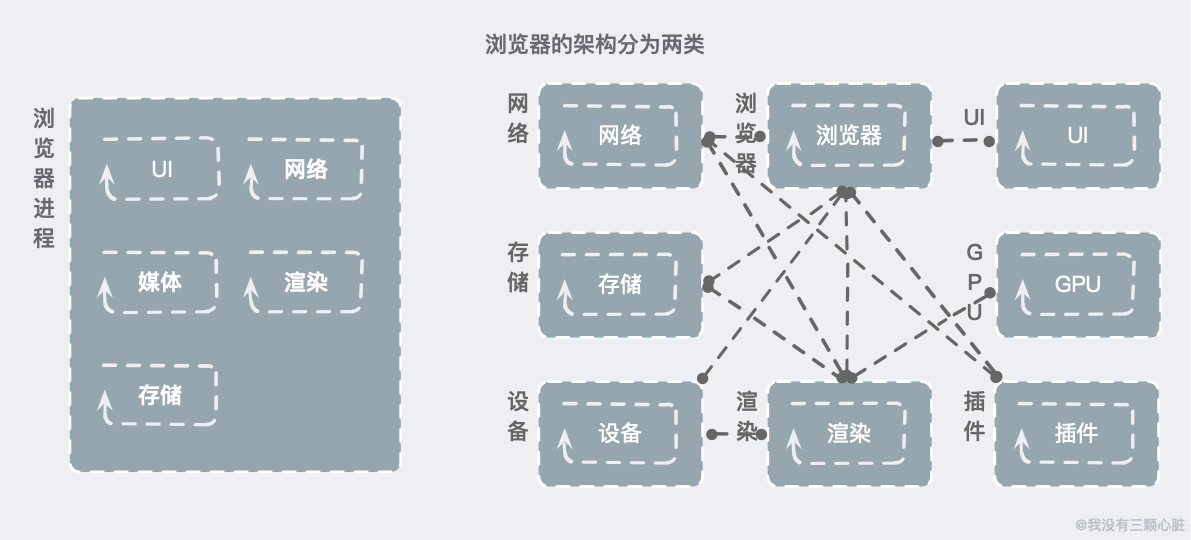 浏览器的架构分为两类
浏览器进程
UI
网络
媒体
渲染
存储
网络
网络
浏览器
浏览器
UI
UI
存储
存储
GPU
GPU
设备
设备
渲染
渲染
插件
插件
@我没有三颗心脏